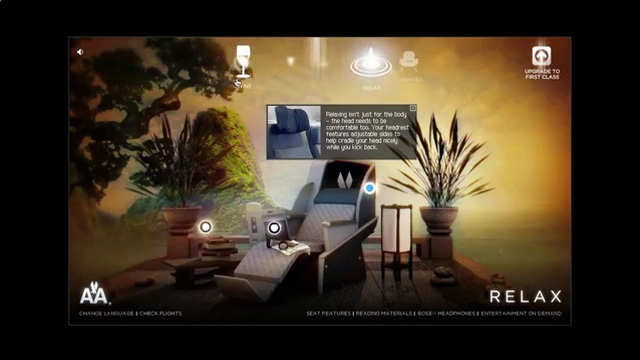 RELAX
UPGRADE TO
FIRST CLASS
Relaxing isn't just for the body
- the head needs to be
comfortable too. Your headrest
features adjustable sides to
help cradle your head nicely
while you kick back.
AA
RELAX
CHANGE LANGUAGE | CHECK FLIGHTS
SEAT FEATURES | READING MATERIALS | BOSE® HEADPHONES | ENTERTAINMENT ON DEMAND